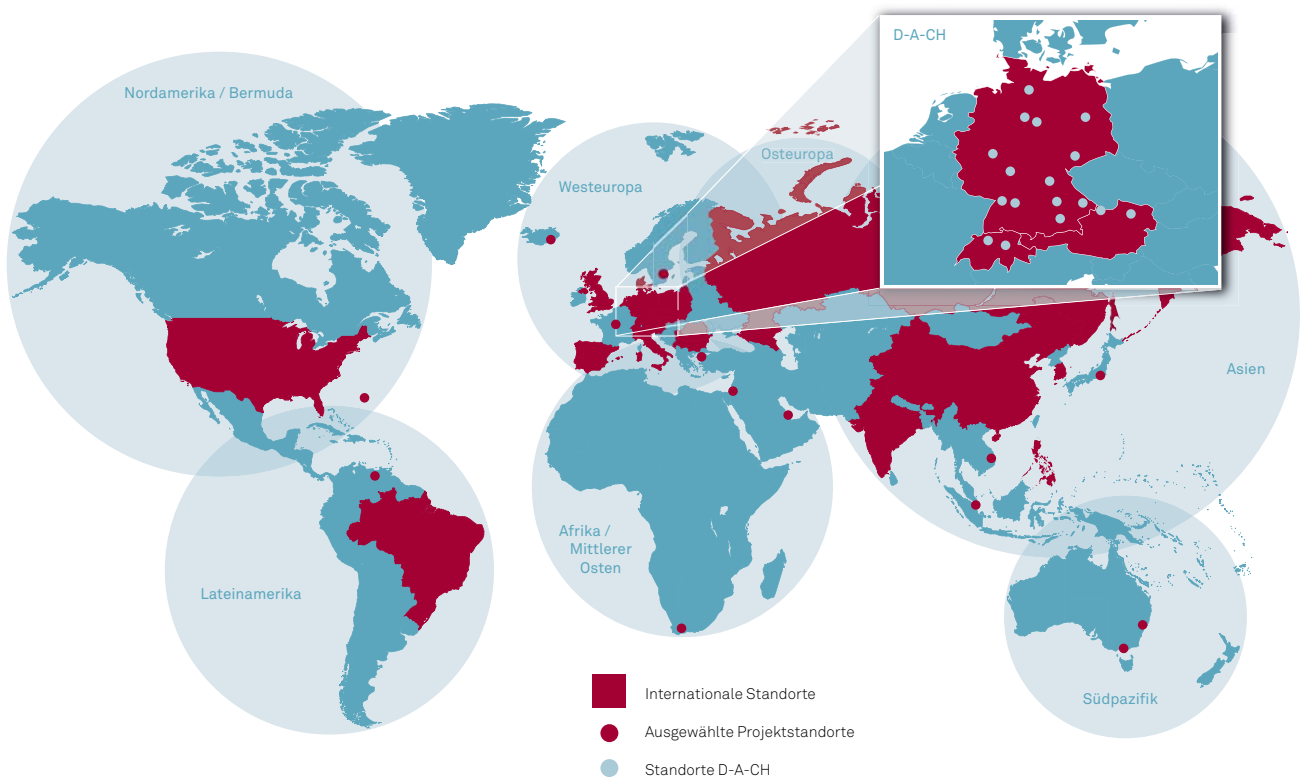 D-A-CH
Nordamerika / Bermuda
Osteuropa
Westeuropa
Asien
Afrika /
Mittlerer
Osten
Lateinamerika
Südpazifik
Internationale Standorte
Ausgewählte Projektstandorte
Standorte D-A-CH